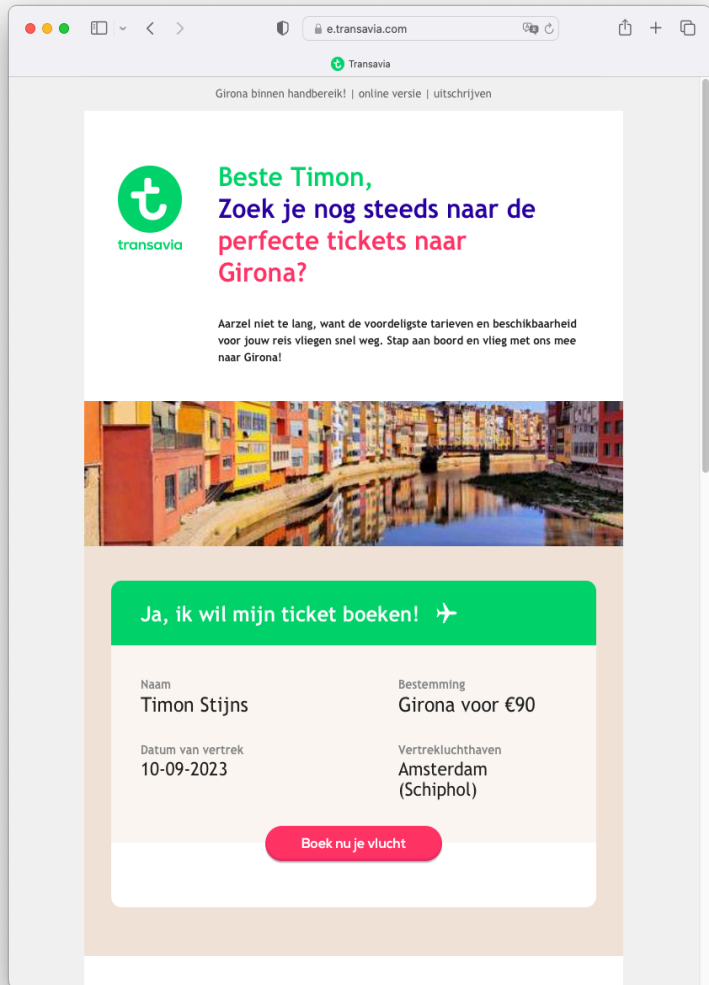 e.transavia.com
Transavia
Girona binnen handbereik! | online versie | uitschrijven
Beste Timon,
Zoek je nog steeds naar de
perfecte tickets naar
Girona?
transavia
Aarzel niet te lang, want de voordeligste tarieven en beschikbaarheid
voor jouw reis vliegen snel weg. Stap aan boord en vlieg met ons mee
naar Girona!
Ja, ik wil mijn ticket boeken!
Naam
Timon Stijns
Bestemming
Girona voor €90
Datum van vertrek
10-09-2023
Vertrekluchthaven
Amsterdam
(Schiphol)
Boek nu je vlucht